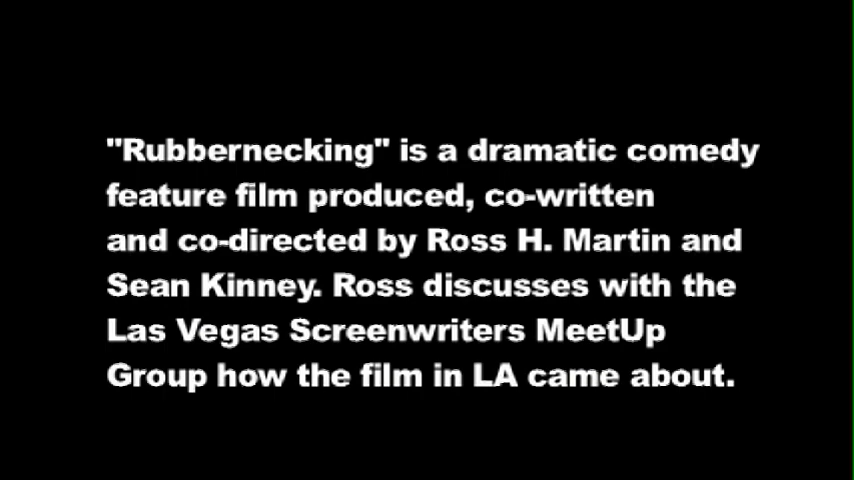 "Rubbernecking" is a dramatic comedy
feature film produced, co-written
and co-directed by Ross H. Martin and
Sean Kinney. Ross discusses with the
Las Vegas Screenwriters MeetUp
Group how the film in LA came about.